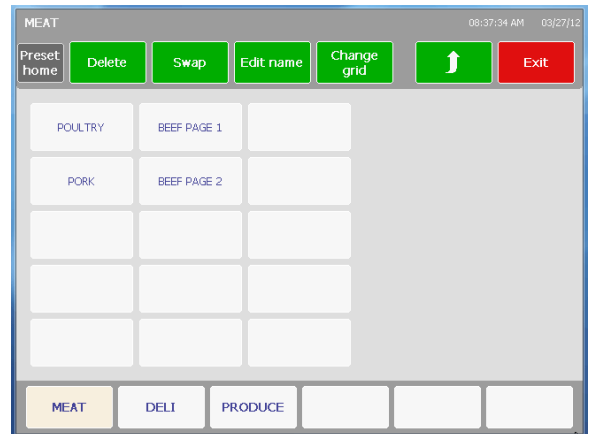 MEAT 08:37:34 AM 03/27/12
Preset home Delete Swap Edit name Change grid Exit
POULTRY BEEF PAGE 1
PORK BEEF PAGE 2
MEAT DELI PRODUCE